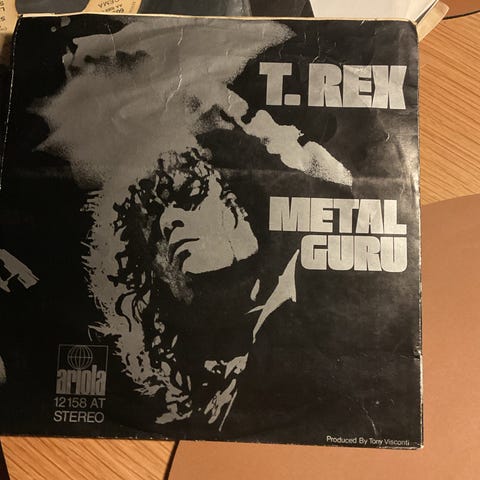 T. REX
METAL
GURU
ariola
12 158 AT
STEREO
Produced By Tony Visconti